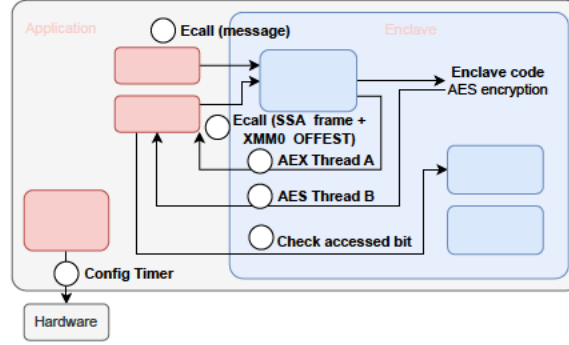 Application
Enclave
Ecall (message)
Enclave code
AES encryption
Ecall (SSA frame +
XMM0 OFFEST)
AEX Thread A
AES Thread B
Check accessed bit
Config Timer
Hardware